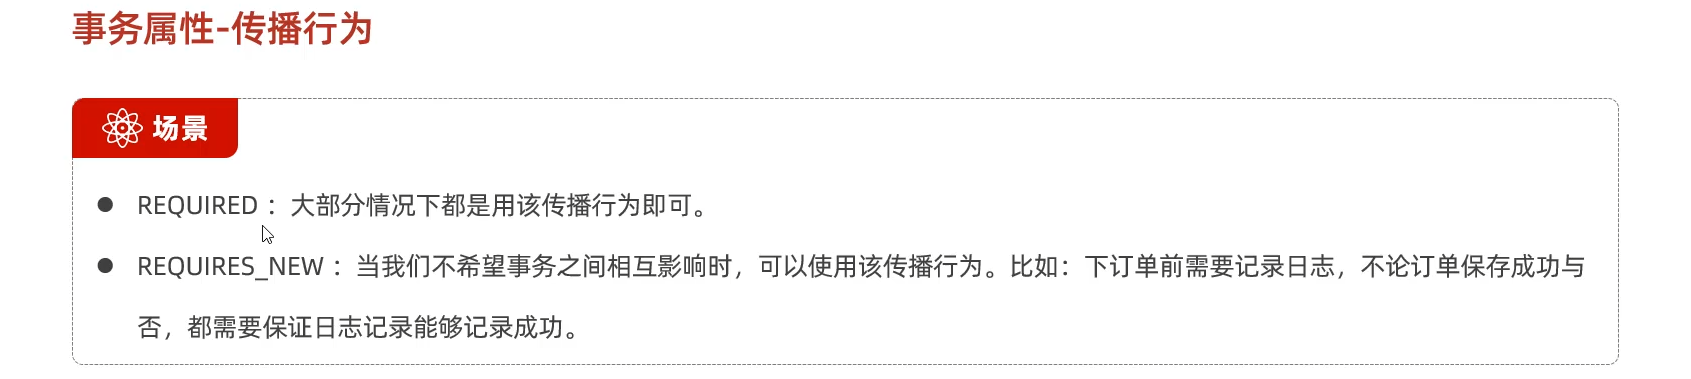 事务属性-传播行为
场景
● REQUIRED ：大部分情况下都是用该传播行为即可。
● REQUIRES_NEW ：当我们不希望事务之间相互影响时，可以使用该传播行为。比如：下订单前需要记录日志，不论订单保存成功与
否，都需要保证日志记录能够记录成功。